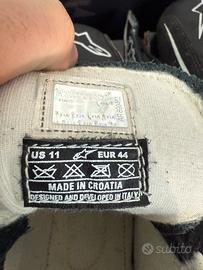 US 11 EUR 44
MADE IN CROATIA
DESIGNED AND DEVELOPED IN ITALY
subito